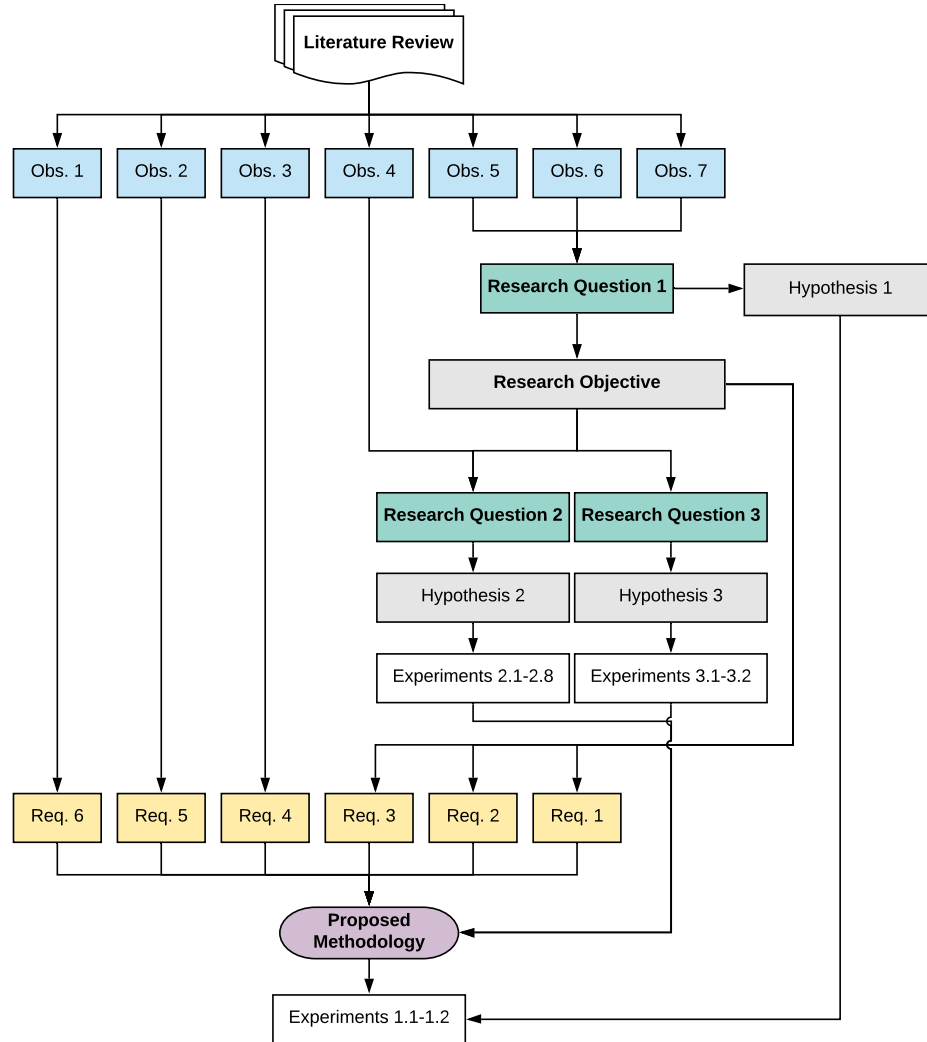 Literature Review
Obs. 1
Obs. 2
Obs. 3
Obs. 4
Obs. 5
Obs. 6
Obs. 7
Research Question 1
Hypothesis 1
Research Objective
Research Question 2
Research Question 3
Hypothesis 2
Hypothesis 3
Experiments 2.1-2.8
Experiments 3.1-3.2
Req. 6
Req. 5
Req. 4
Req. 3
Req. 2
Req. 1
Proposed
Methodology
Experiments 1.1-1.2